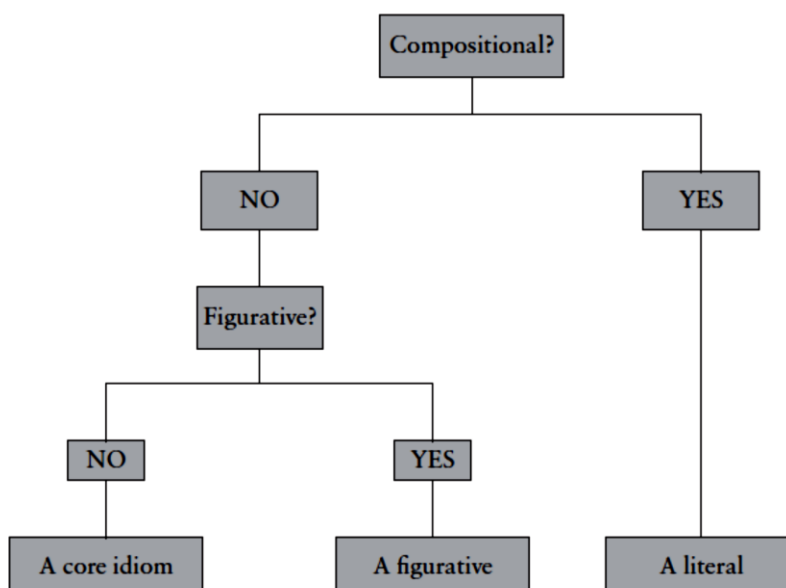 Compositional?
NO
YES
Figurative?
NO
YES
A core idiom
A figurative
A literal